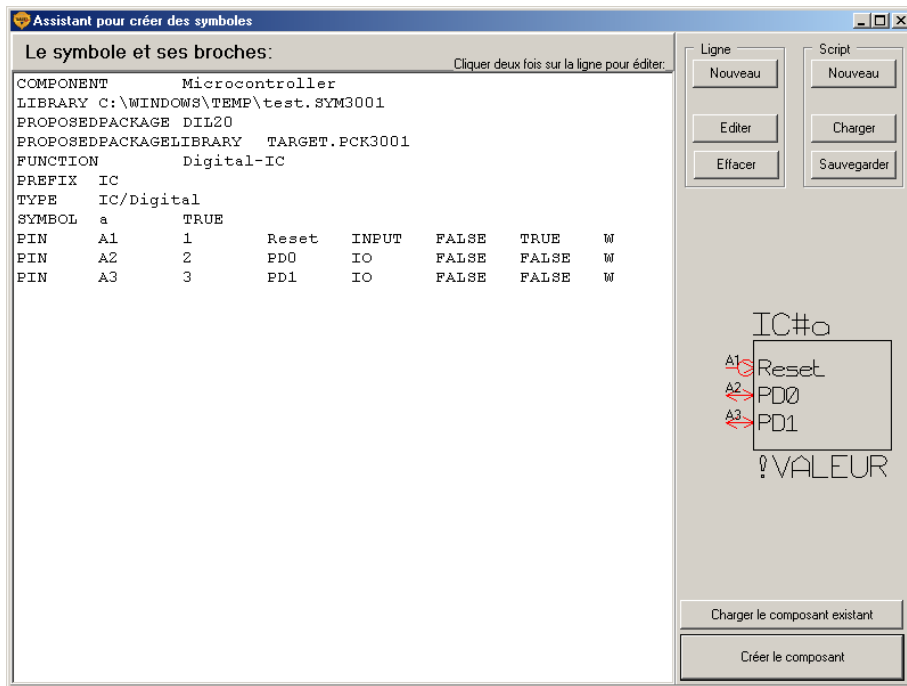 Assistant pour créer des symboles
Le symbole et ses broches:
Cliquer deux fois sur la ligne pour éditer:
COMPONENT Microcontroller
LIBRARY C:\WINDOWS\TEMP\test.SYM3001
PROPOSEDPACKAGE DIL20
PROPOSEDPACKAGELIBRARY TARGET.PCK3001
FUNCTION Digital-IC
PREFIX IC
TYPE IC/Digital
SYMBOL a TRUE
PIN A1 1 Reset INPUT FALSE TRUE W
PIN A2 2 PD0 IO FALSE FALSE W
PIN A3 3 PD1 IO FALSE FALSE W
Ligne
Nouveau
Editer
Effacer
Script
Nouveau
Charger
Sauvegarder
IC#a
A1 Reset
A2 PD0
A3 PD1
!VALEUR
Charger le composant existant
Créer le composant